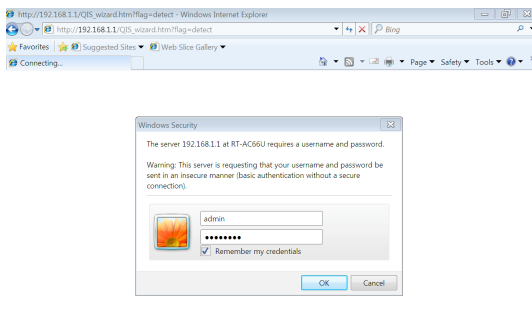 http://192.168.1.1/QIS_wizard.htm?flag=detect - Windows Internet Explorer
http://192.168.1.1/QIS_wizard.htm?flag=detect
Bing
Favorites Suggested Sites Web Slice Gallery
Connecting... Page Safety Tools
Windows Security
The server 192.168.1.1 at RT-AC66U requires a username and password.
Warning: This server is requesting that your username and password be
sent in an insecure manner (basic authentication without a secure
connection).
admin
••••••••
Remember my credentials
OK Cancel